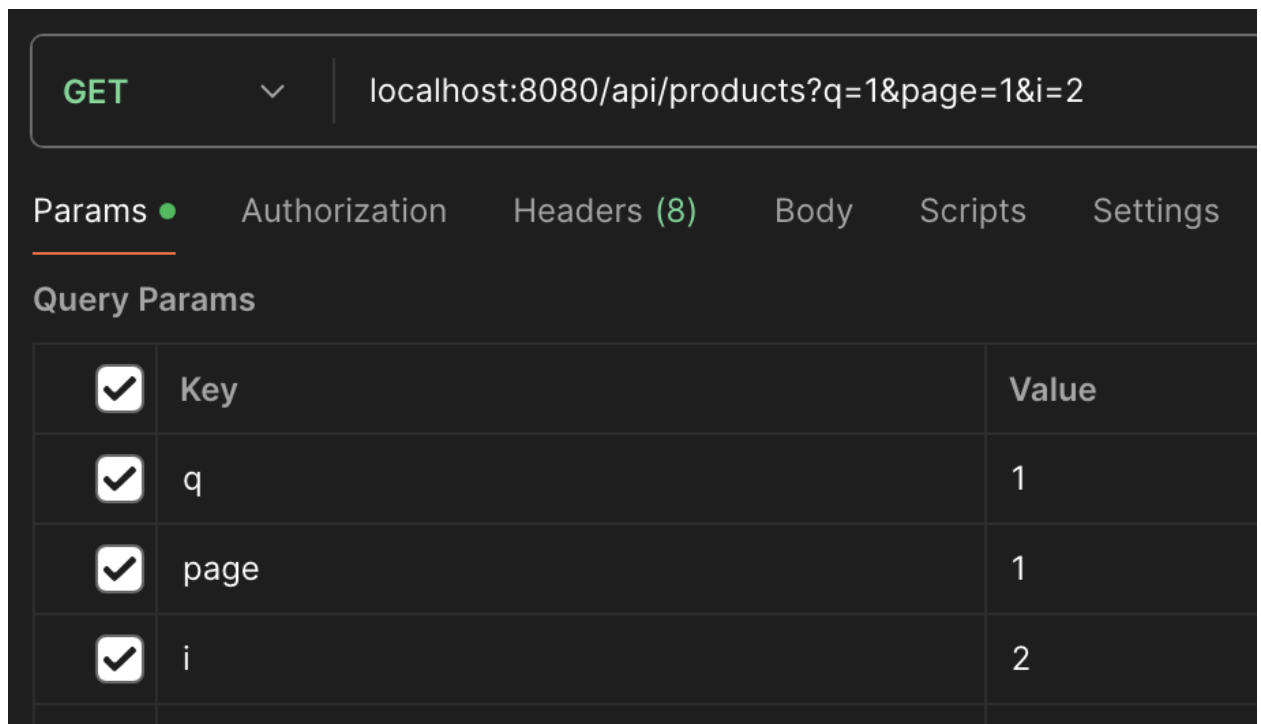 GET localhost:8080/api/products?q=1&page=1&i=2
Params Authorization Headers (8) Body Scripts Settings
Query Params
Key Value
q 1
page 1
i 2